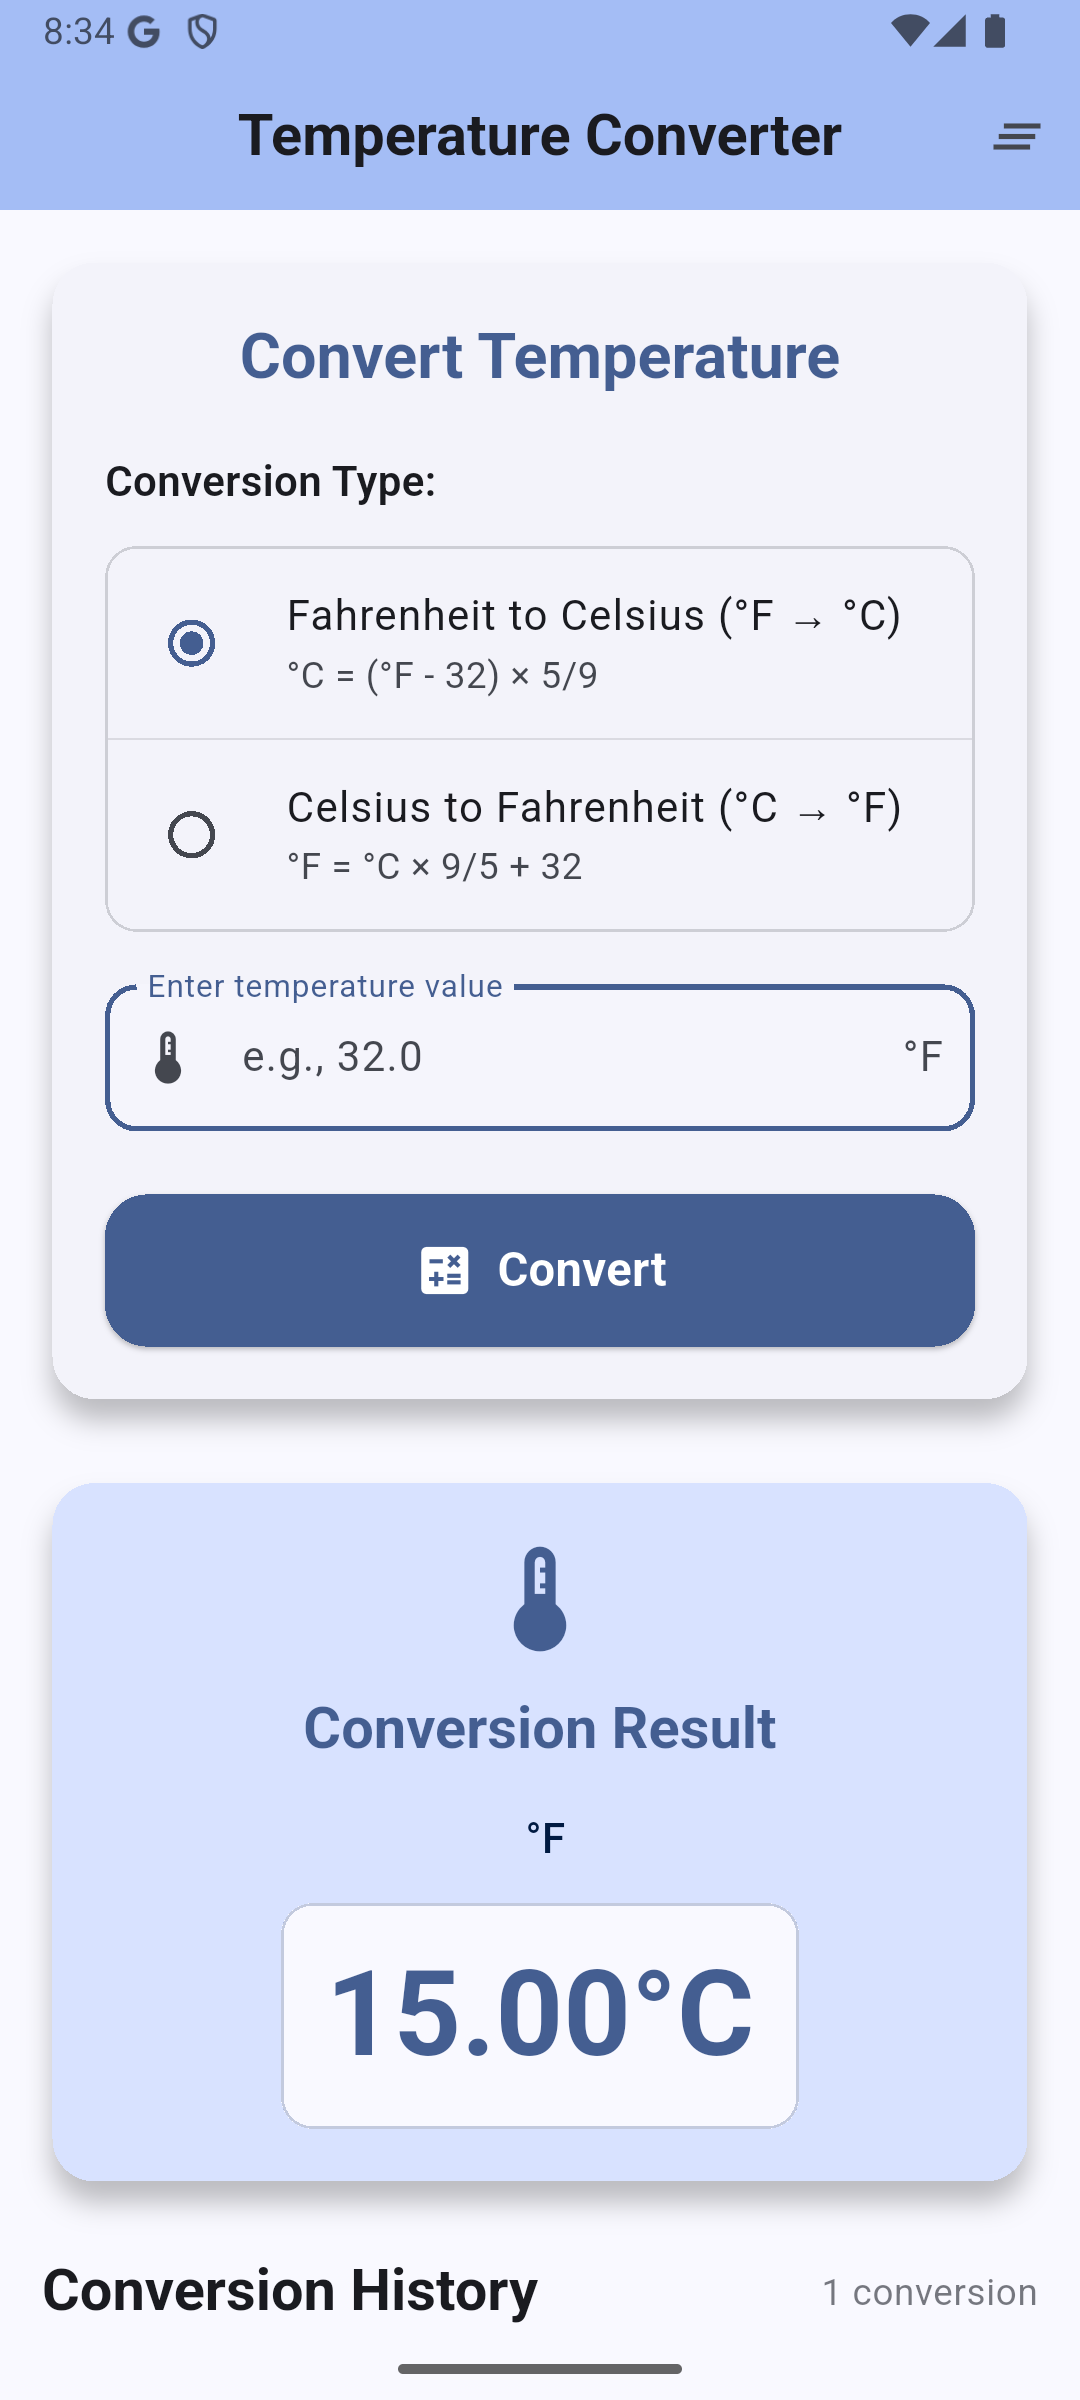 8:34
Temperature Converter
Convert Temperature
Conversion Type:
Fahrenheit to Celsius (°F → °C)
°C = (°F - 32) × 5/9
Celsius to Fahrenheit (°C → °F)
°F = °C × 9/5 + 32
Enter temperature value
e.g., 32.0 °F
Convert
Conversion Result
°F
15.00°C
Conversion History 1 conversion